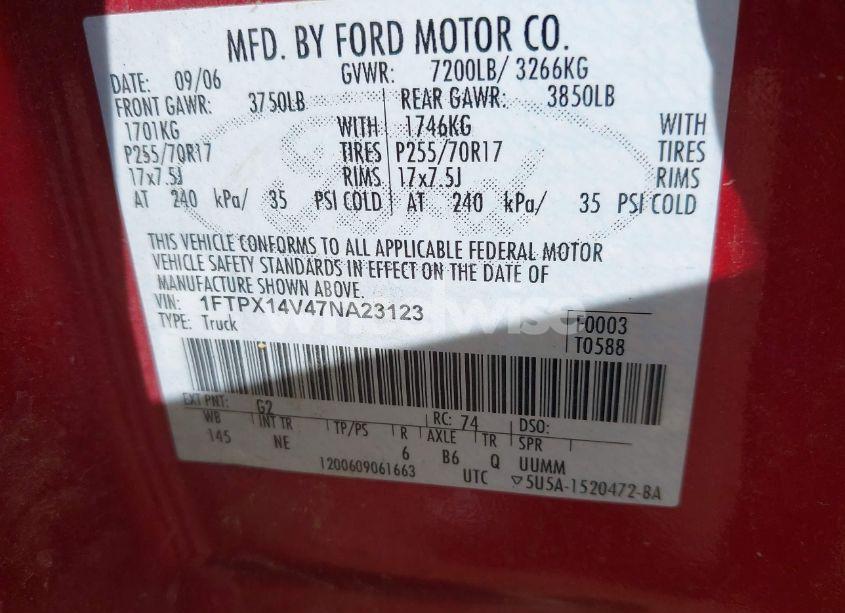 MFD. BY FORD MOTOR CO.
DATE: 09/06 GVWR: 7200LB/ 3266KG
FRONT GAWR: 3750LB REAR GAWR: 3850LB
1701KG WITH 1746KG WITH
P255/70R17 TIRES P255/70R17 TIRES
17x7.5J RIMS 17x7.5J RIMS
AT 240 kPa/ 35 PSI COLD AT 240 kPa/ 35 PSI COLD
THIS VEHICLE CONFORMS TO ALL APPLICABLE FEDERAL MOTOR
VEHICLE SAFETY STANDARDS IN EFFECT ON THE DATE OF
MANUFACTURE SHOWN ABOVE.
VIN: 1FTPX14V47NA23123
TYPE: Truck
F0003
T0588
EXT PNT: G2 RC: 74 DSO:
WB INT TR TP/PS R AXLE TR SPR
145 NE 6 B6 Q UUMM
1200609061663 UTC ▽5U5A-1520472-BA